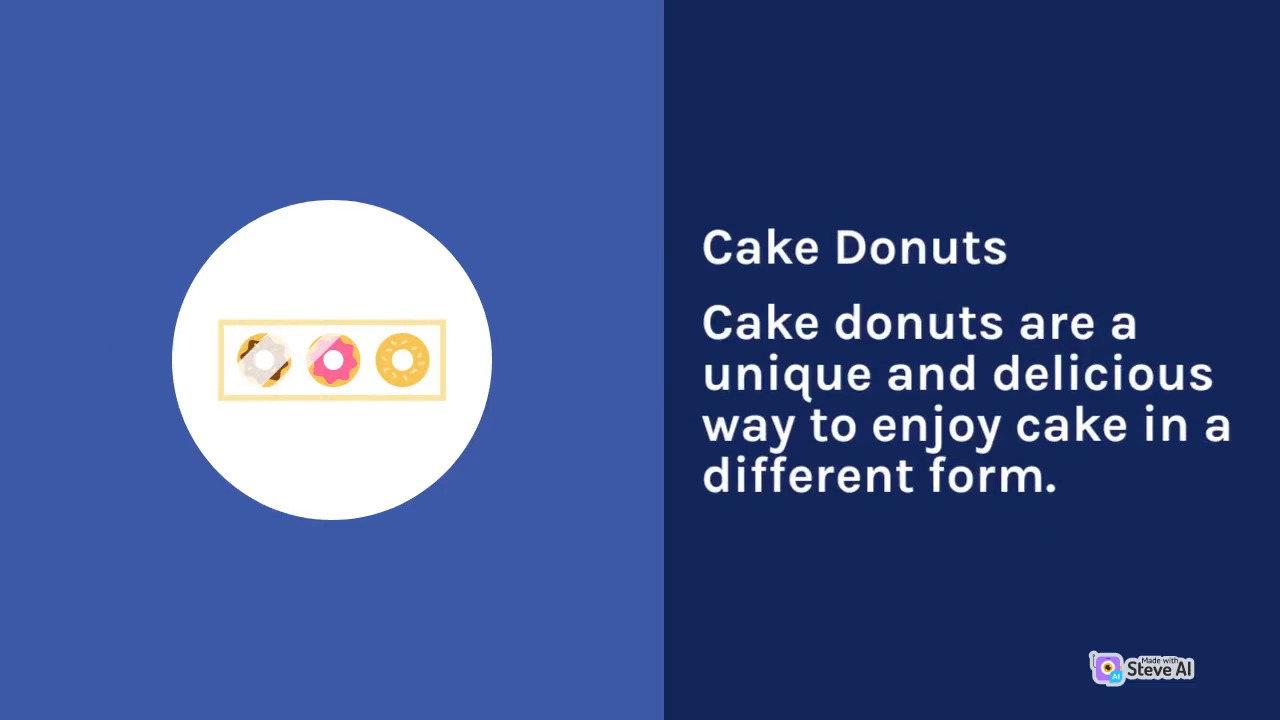 Cake Donuts
Cake donuts are a
unique and delicious
way to enjoy cake in a
different form.
Made with
Steve AI
AI